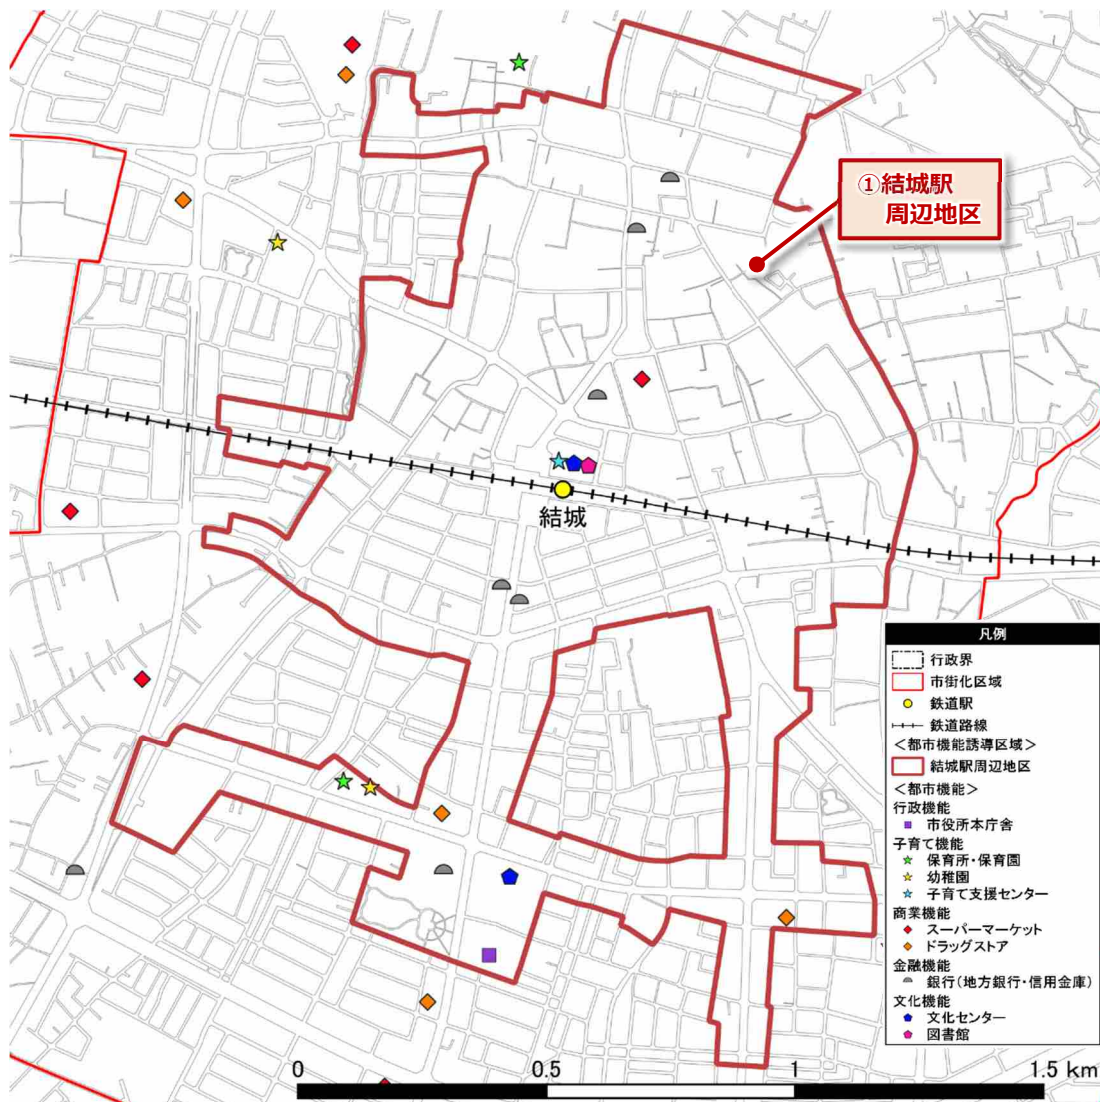 ①結城駅
周辺地区
結城
凡例
行政界
市街化区域
鉄道駅
鉄道路線
<都市機能誘導区域>
結城駅周辺地区
<都市機能>
行政機能
市役所本庁舎
子育て機能
保育所・保育園
幼稚園
子育て支援センター
商業機能
スーパーマーケット
ドラッグストア
金融機能
銀行(地方銀行・信用金庫)
文化機能
文化センター
図書館
0 0.5 1 1.5 km